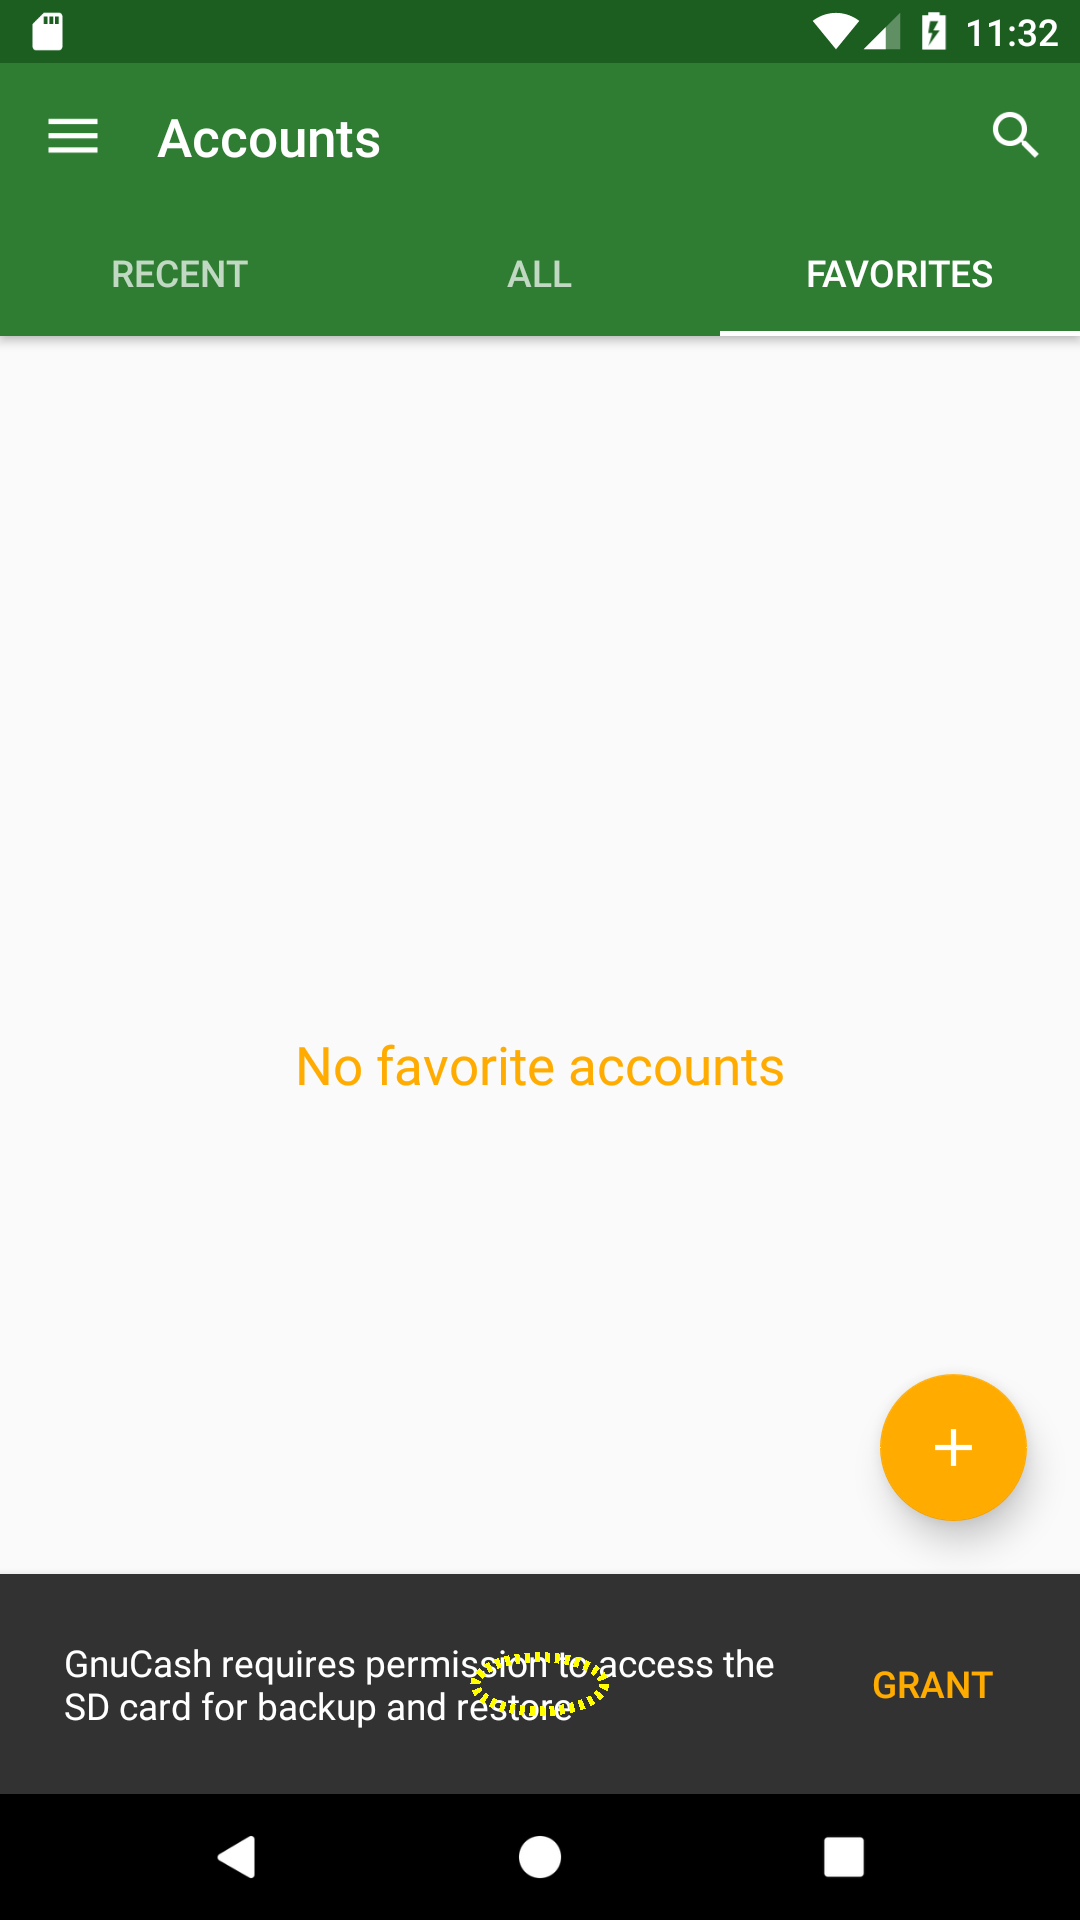 11:32
Accounts
RECENT ALL FAVORITES
No favorite accounts
GnuCash requires permission to access the
SD card for backup and restore
GRANT